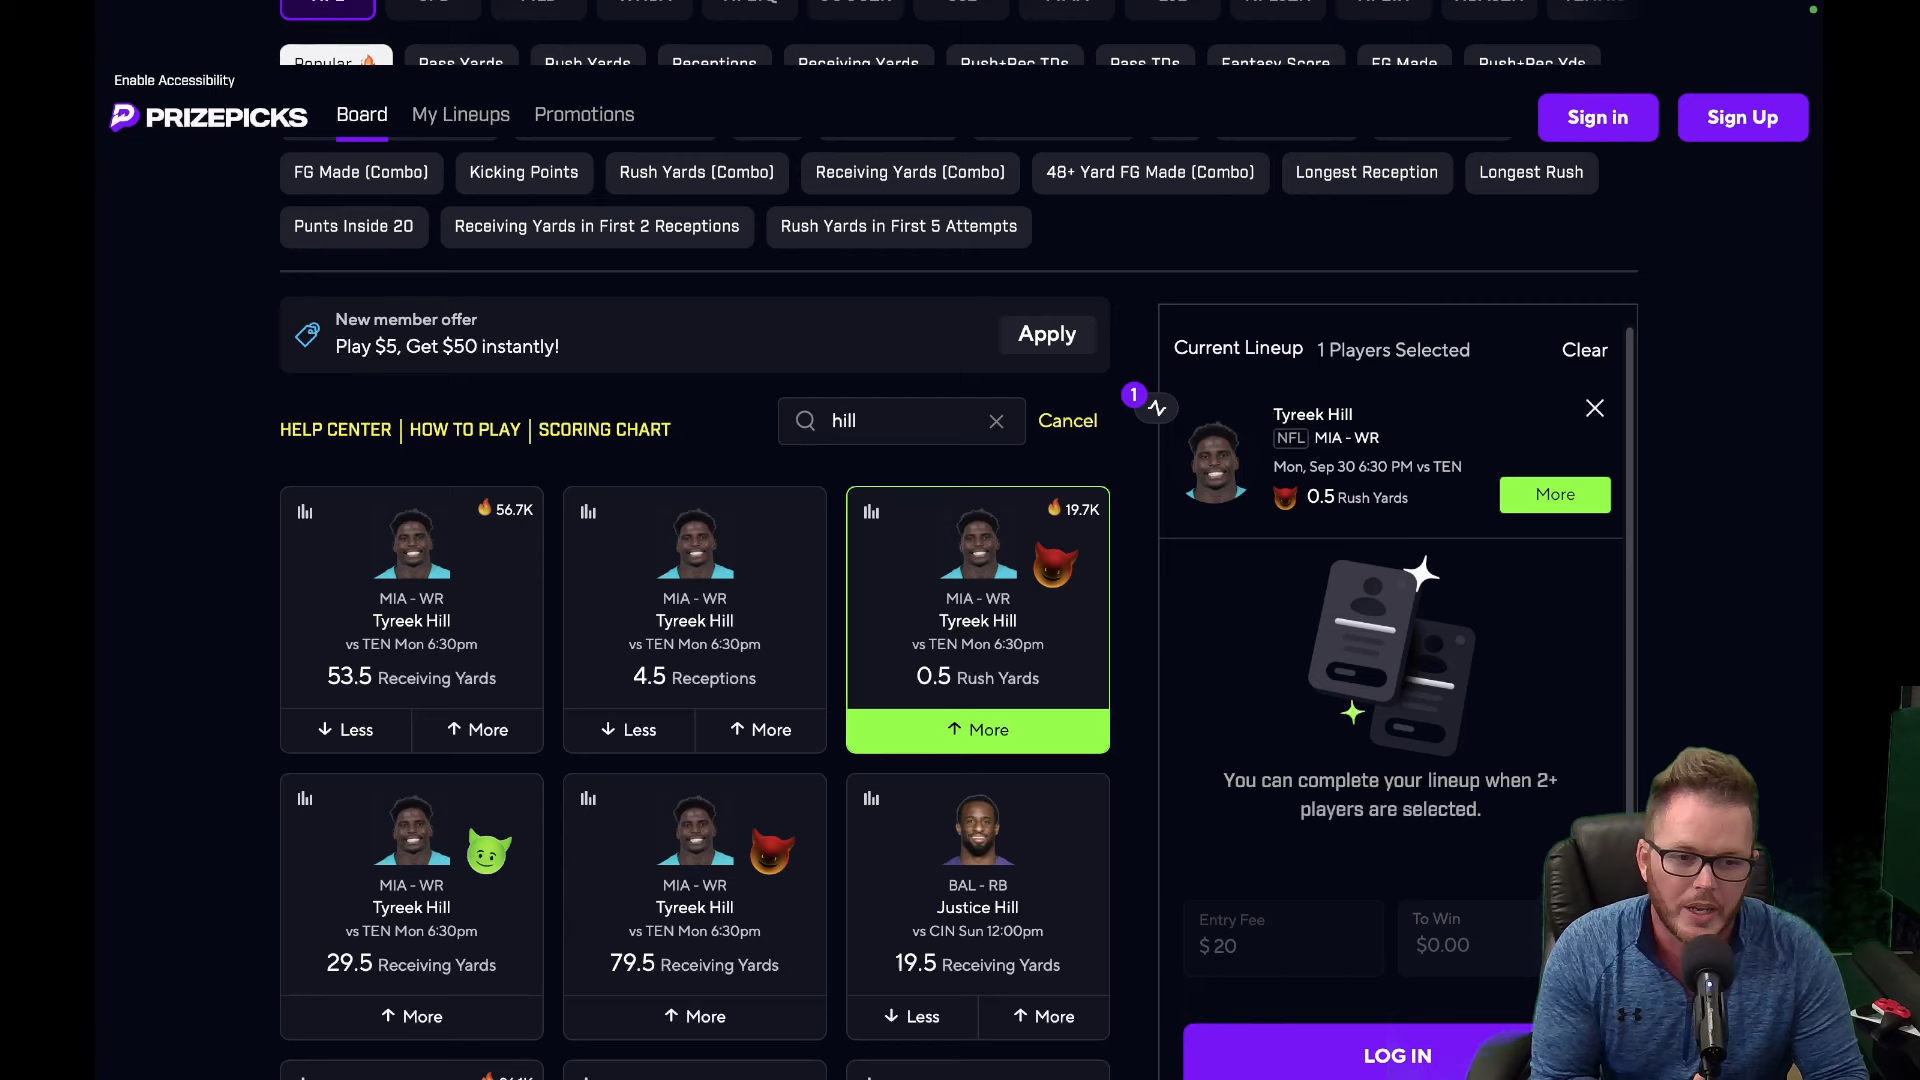 Popular
Pass Yards
Rush Yards
Receptions
Receiving Yards
Rush+Rec TDs
Pass TDs
Fantasy Score
FG Made
Rush+Rec Yds
Enable Accessibility
PRIZEPICKS
Board
My Lineups
Promotions
Sign in
Sign Up
FG Made (Combo)
Kicking Points
Rush Yards (Combo)
Receiving Yards (Combo)
48+ Yard FG Made (Combo)
Longest Reception
Longest Rush
Punts Inside 20
Receiving Yards in First 2 Receptions
Rush Yards in First 5 Attempts
New member offer
Play $5, Get $50 instantly!
Apply
HELP CENTER | HOW TO PLAY | SCORING CHART
hill
Cancel
56.7K
MIA - WR
Tyreek Hill
vs TEN Mon 6:30pm
53.5 Receiving Yards
Less
More
MIA - WR
Tyreek Hill
vs TEN Mon 6:30pm
4.5 Receptions
Less
More
19.7K
MIA - WR
Tyreek Hill
vs TEN Mon 6:30pm
0.5 Rush Yards
More
MIA - WR
Tyreek Hill
vs TEN Mon 6:30pm
29.5 Receiving Yards
More
MIA - WR
Tyreek Hill
vs TEN Mon 6:30pm
79.5 Receiving Yards
More
BAL - RB
Justice Hill
vs CIN Sun 12:00pm
19.5 Receiving Yards
Less
More
1
Current Lineup
1 Players Selected
Clear
Tyreek Hill
NFL MIA - WR
Mon, Sep 30 6:30 PM vs TEN
0.5 Rush Yards
More
You can complete your lineup when 2+
players are selected.
Entry Fee
$ 20
To Win
$0.00
LOG IN